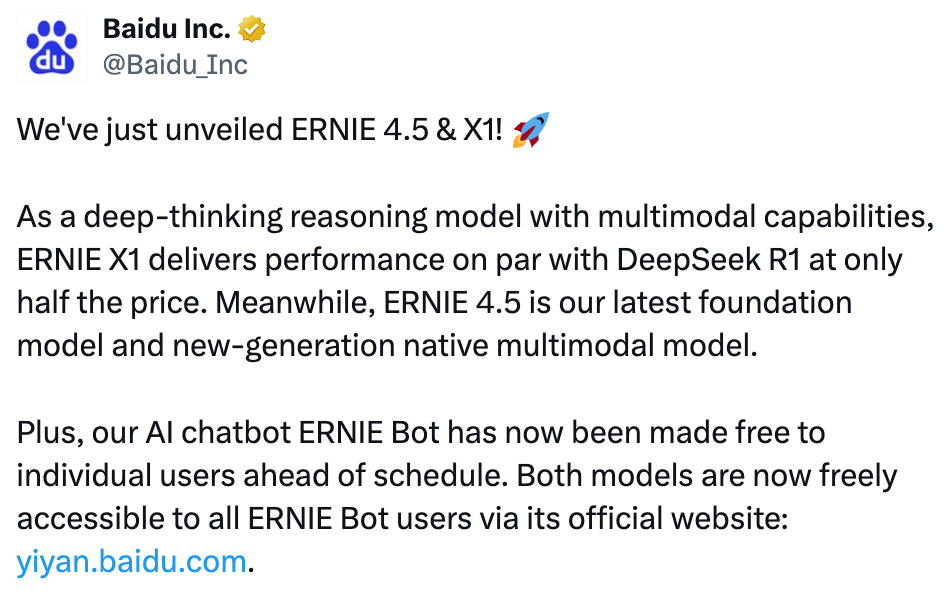 du
Baidu Inc.
@Baidu_Inc
We've just unveiled ERNIE 4.5 & X1! 🚀
As a deep-thinking reasoning model with multimodal capabilities,
ERNIE X1 delivers performance on par with DeepSeek R1 at only
half the price. Meanwhile, ERNIE 4.5 is our latest foundation
model and new-generation native multimodal model.
Plus, our AI chatbot ERNIE Bot has now been made free to
individual users ahead of schedule. Both models are now freely
accessible to all ERNIE Bot users via its official website:
yiyan.baidu.com.